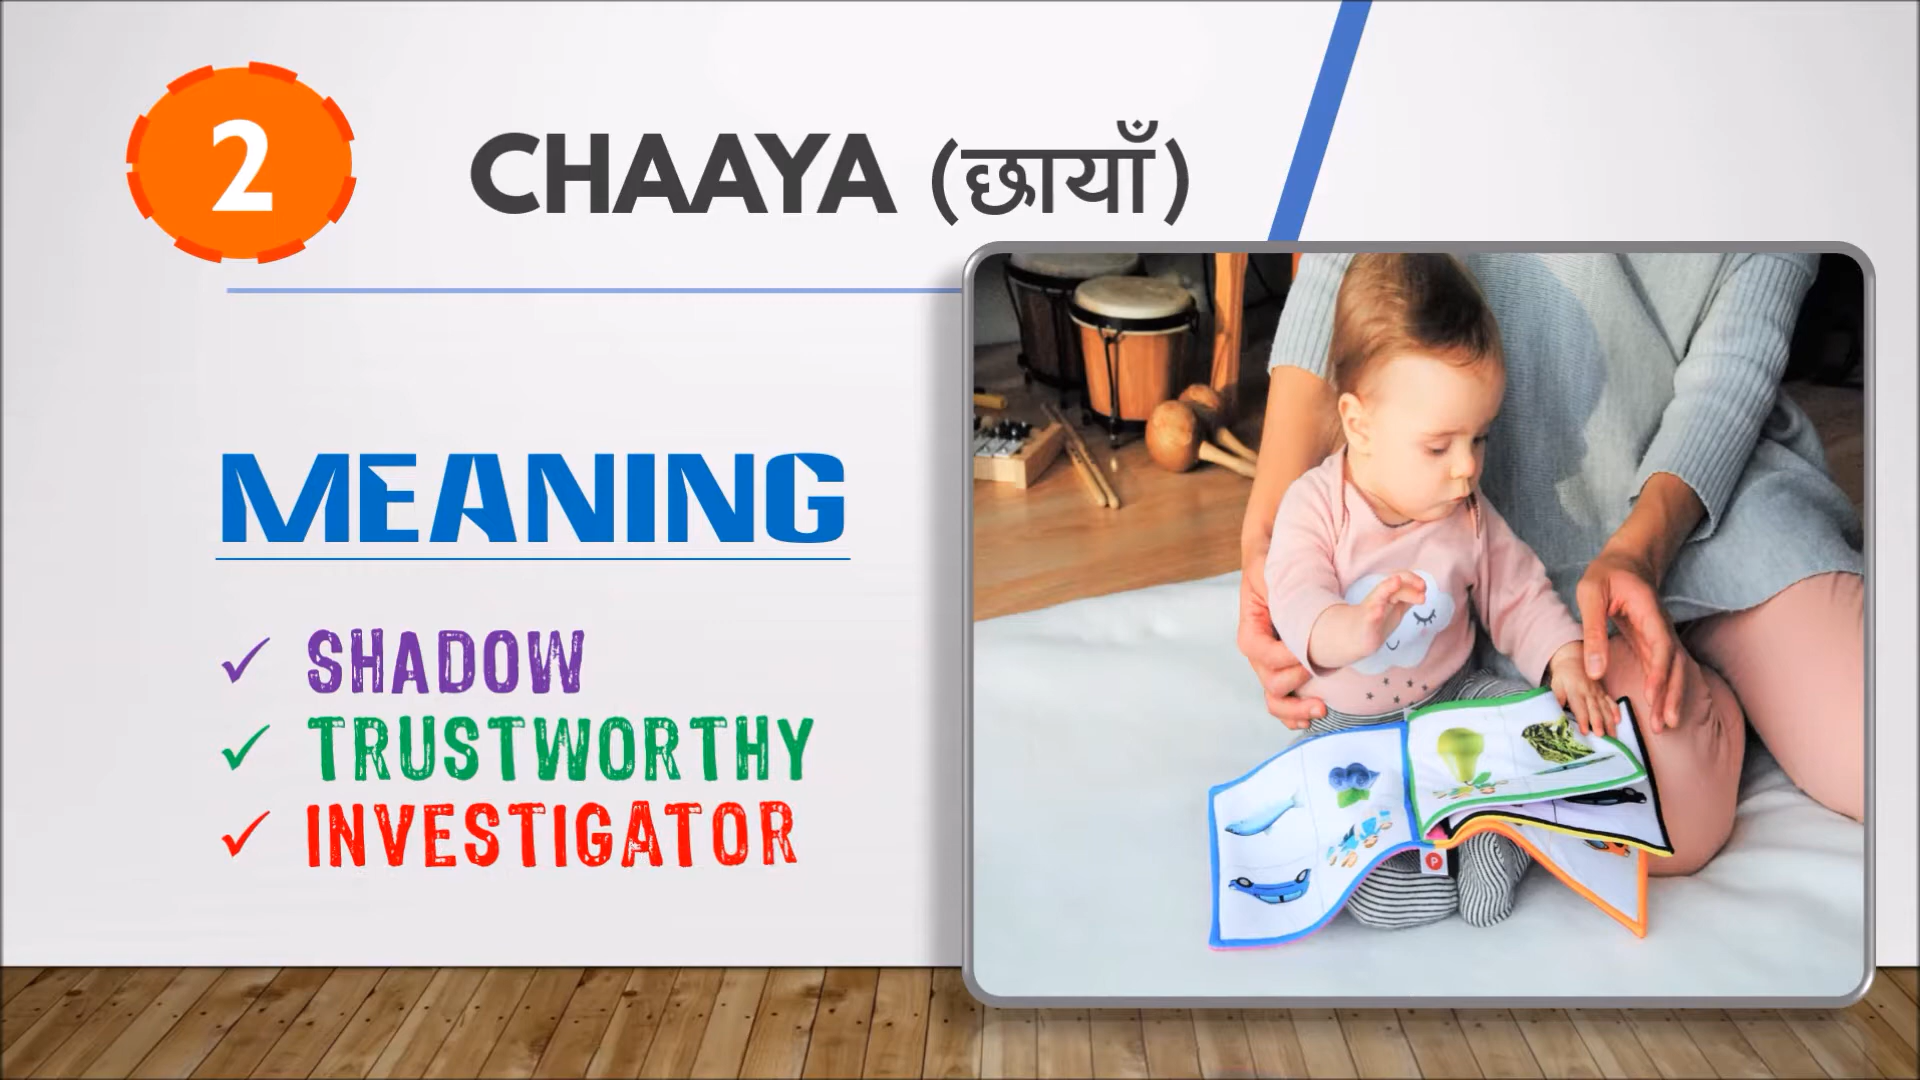 2
CHAAYA (छायाँ)
MEANING
✓ SHADOW
✓ TRUSTWORTHY
✓ INVESTIGATOR
P